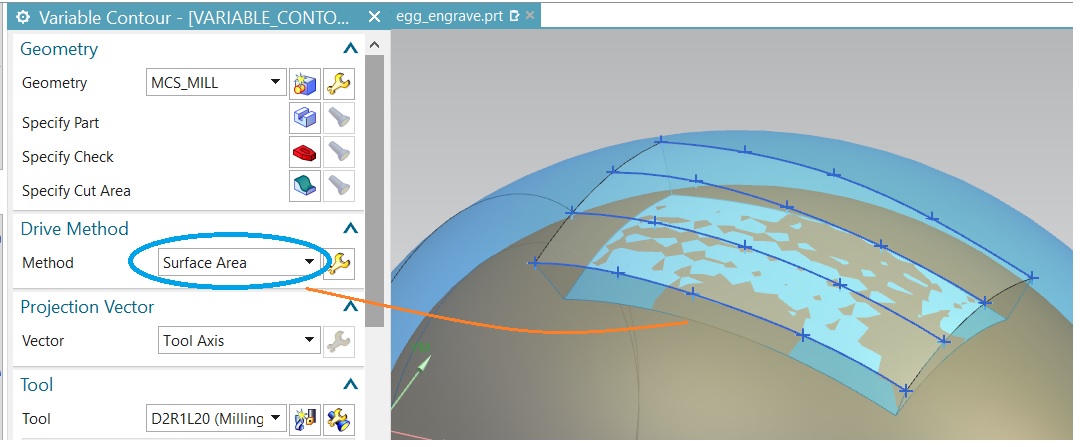 Variable Contour - [VARIABLE_CONTO...
egg_engrave.prt
Geometry
Geometry MCS_MILL
Specify Part
Specify Check
Specify Cut Area
Drive Method
Method Surface Area
Projection Vector
Vector Tool Axis
Tool
Tool D2R1L20 (Milling